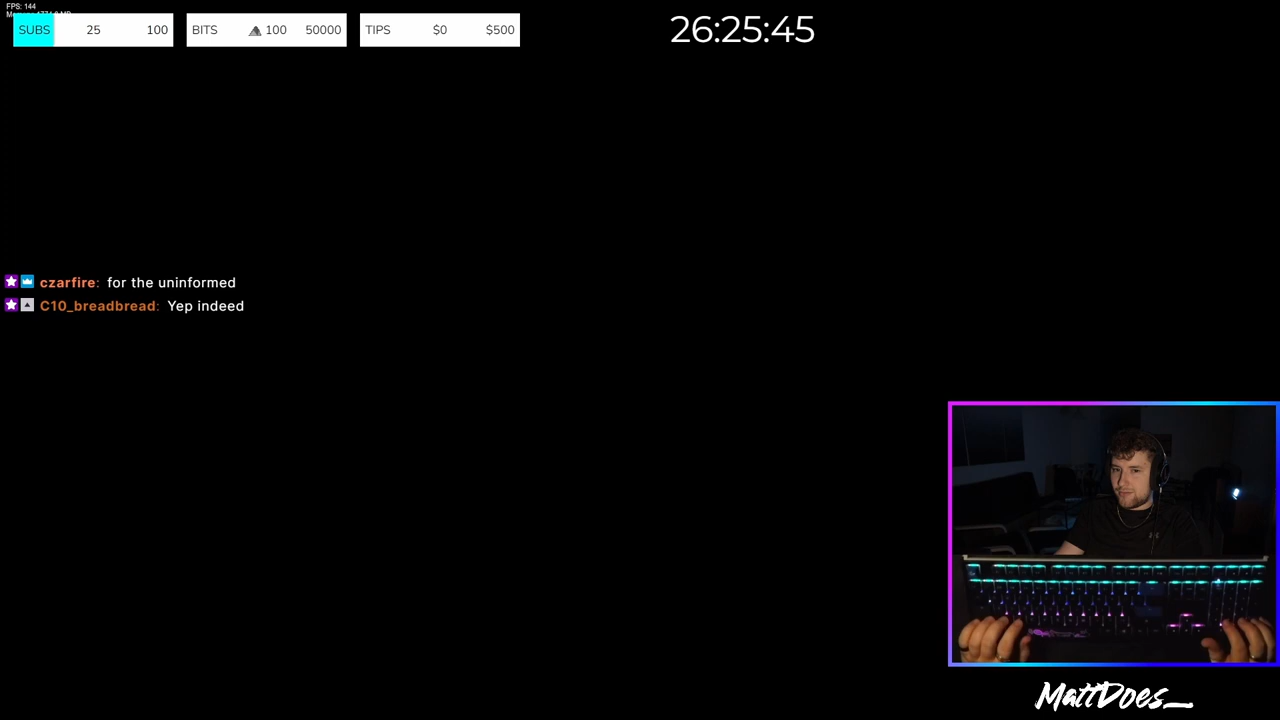 FPS: 144
SUBS 25 100 BITS 100 50000 TIPS $0 $500
26:25:45
czarfire: for the uninformed
C10_breadbread: Yep indeed
MattDoes_